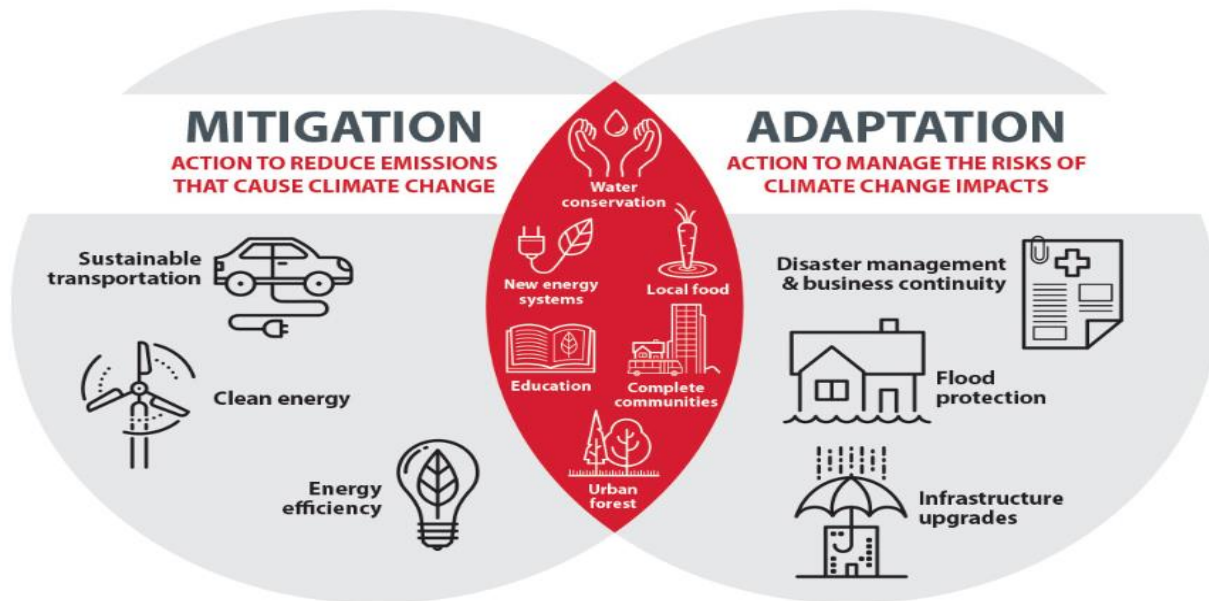 MITIGATION
ACTION TO REDUCE EMISSIONS
THAT CAUSE CLIMATE CHANGE
Sustainable
transportation
Clean energy
Energy
efficiency
Water
conservation
New energy
systems
Local food
Education
Complete
communities
Urban
forest
ADAPTATION
ACTION TO MANAGE THE RISKS OF
CLIMATE CHANGE IMPACTS
Disaster management
& business continuity
Flood
protection
Infrastructure
upgrades